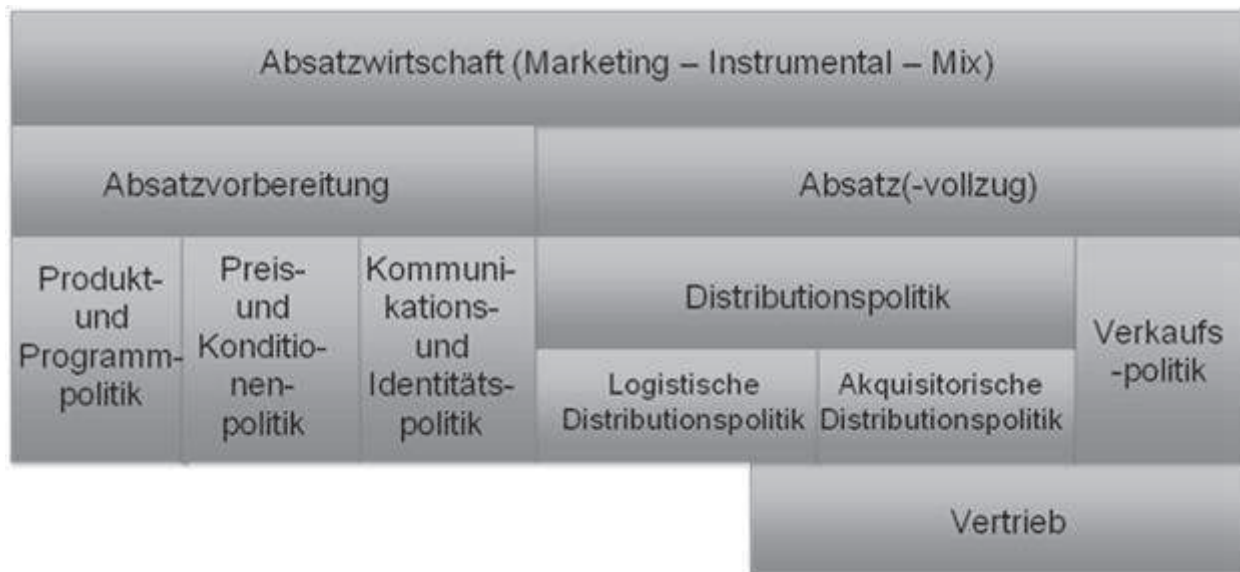 Absatzwirtschaft (Marketing – Instrumental – Mix)
Absatzvorbereitung
Absatz(-vollzug)
Produkt-
und
Programm-
politik
Preis-
und
Konditio-
nen-
politik
Kommuni-
kations-
und
Identitäts-
politik
Distributionspolitik
Logistische
Distributionspolitik
Akquisitorische
Distributionspolitik
Verkaufs
-politik
Vertrieb